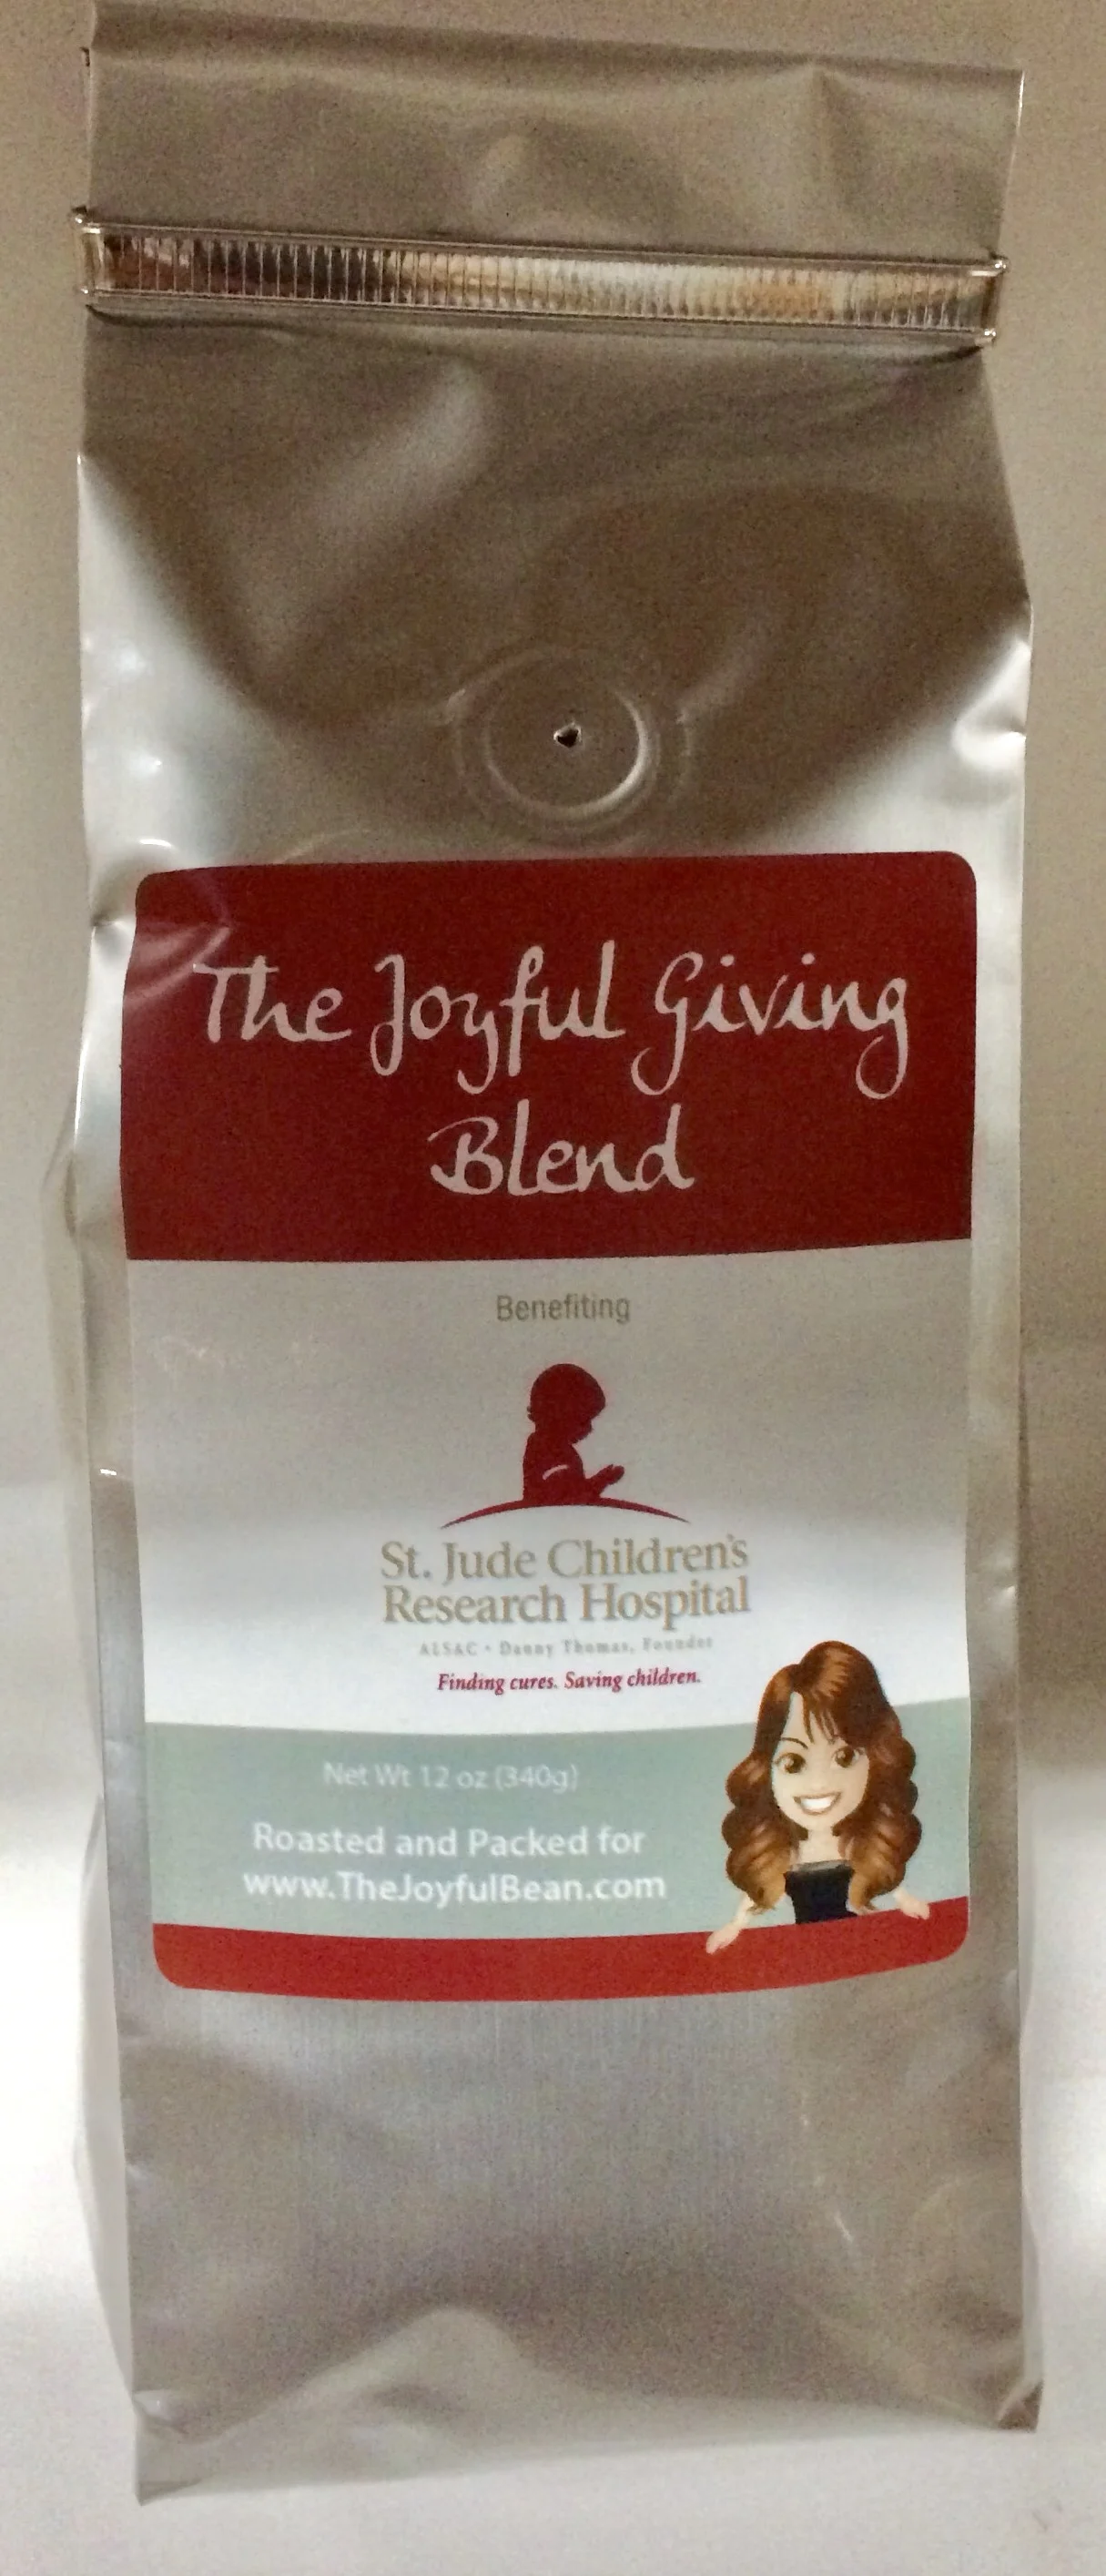 The Joyful Giving
Blend
Benefiting
St. Jude Children's
Research Hospital
ALSAC • Danny Thomas, Founder
Finding cures. Saving children.
Net Wt 12 oz (340g)
Roasted and Packed for
www.TheJoyfulBean.com